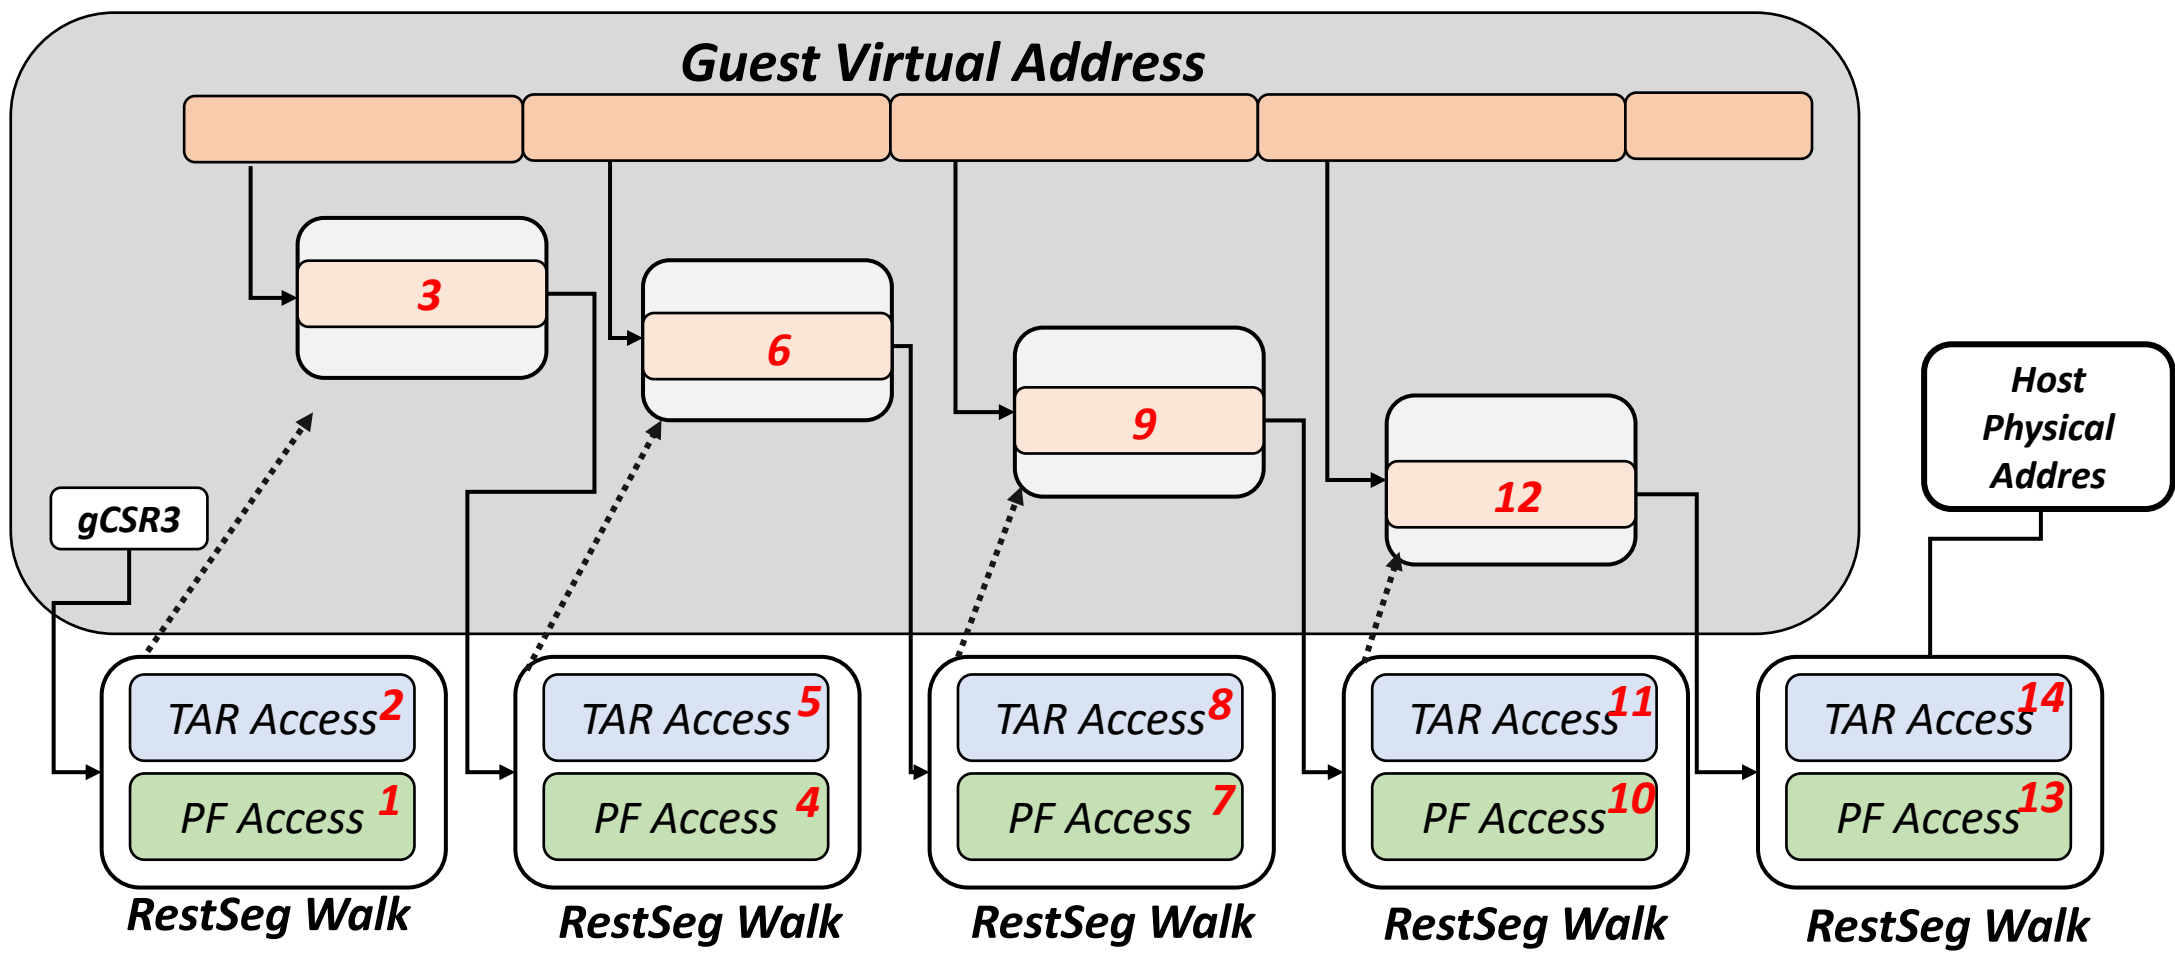 Guest Virtual Address
3
6
9
12
Host
Physical
Addres
gCSR3
TAR Access 2
PF Access 1
RestSeg Walk
TAR Access 5
PF Access 4
RestSeg Walk
TAR Access 8
PF Access 7
RestSeg Walk
TAR Access 11
PF Access 10
RestSeg Walk
TAR Access 14
PF Access 13
RestSeg Walk